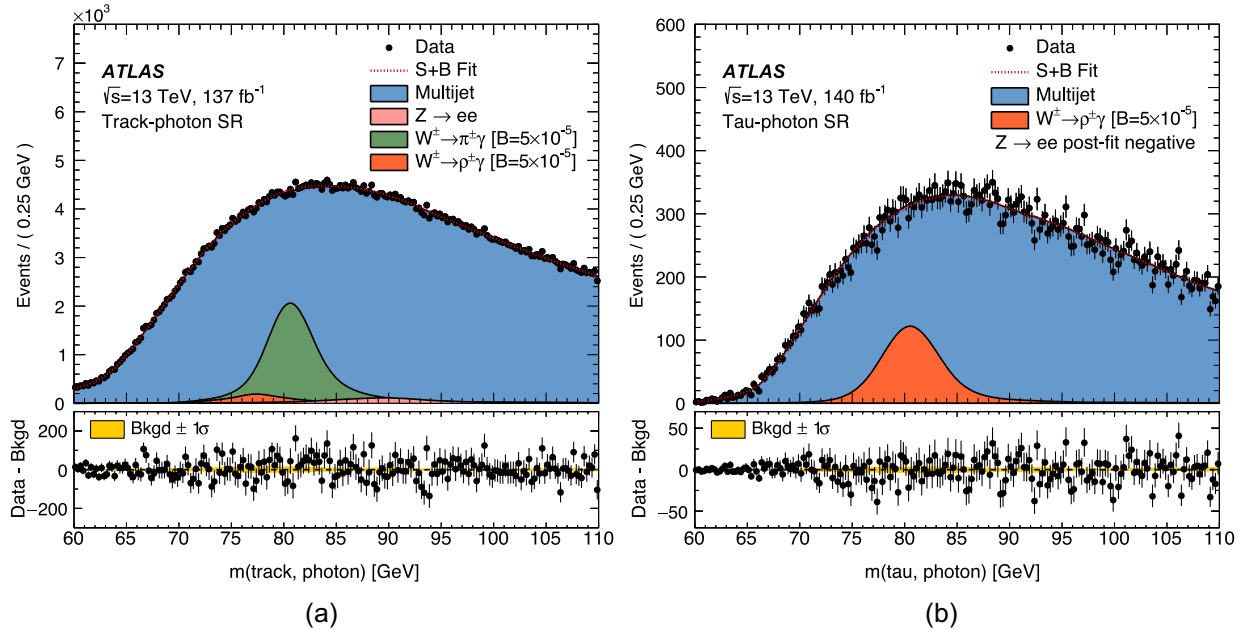 ×10³
Events / ( 0.25 GeV)
7
6
5
4
3
2
1
0
ATLAS
√s=13 TeV, 137 fb⁻¹
Track-photon SR
Data
S+B Fit
Multijet
Z → ee
W±→π±γ [B=5×10⁻⁵]
W±→ρ±γ [B=5×10⁻⁵]
Data - Bkgd
200
0
−200
Bkgd ± 1σ
60 65 70 75 80 85 90 95 100 105 110
m(track, photon) [GeV]
(a)
Events / ( 0.25 GeV)
600
500
400
300
200
100
0
ATLAS
√s=13 TeV, 140 fb⁻¹
Tau-photon SR
Data
S+B Fit
Multijet
W±→ρ±γ [B=5×10⁻⁵]
Z → ee post-fit negative
Data - Bkgd
50
0
−50
Bkgd ± 1σ
60 65 70 75 80 85 90 95 100 105 110
m(tau, photon) [GeV]
(b)